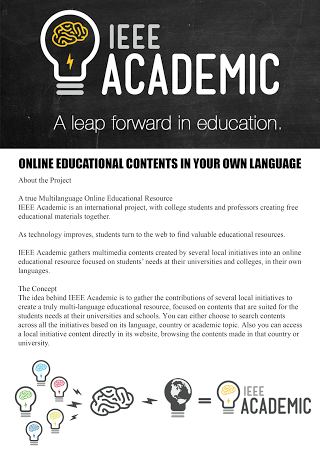 IEEE
ACADEMIC
A leap forward in education.
ONLINE EDUCATIONAL CONTENTS IN YOUR OWN LANGUAGE
About the Project
A true Multilanguage Online Educational Resource
IEEE Academic is an international project, with college students and professors creating free
educational materials together.
As technology improves, students turn to the web to find valuable educational resources.
IEEE Academic gathers multimedia contents created by several local initiatives into an online
educational resource focused on students' needs at their universities and colleges, in their own
languages.
The Concept
The idea behind IEEE Academic is to gather the contributions of several local initiatives to
create a truly multi-language educational resource, focused on contents that are suited for the
students needs at their universities and schools. You can either choose to search contents
across all the initiatives based on its language, country or academic topic. Also you can access
a local initiative content directly in its website, browsing the contents made in that country or
university.
=
IEEE
ACADEMIC